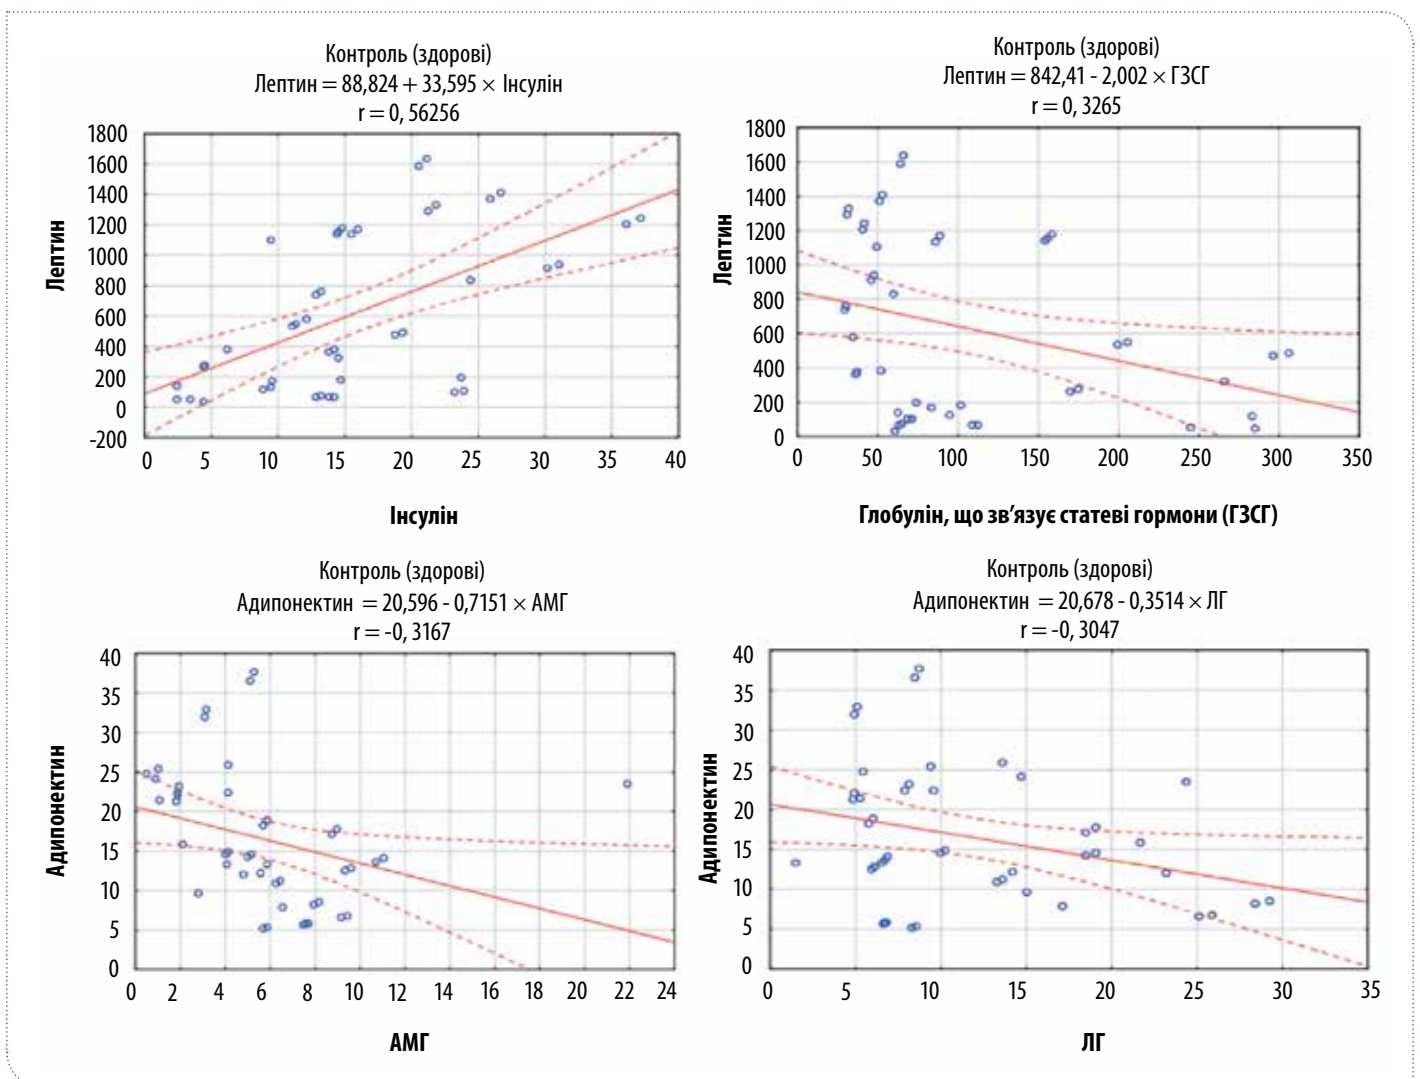 Контроль (здорові)
Лептин = 88,824 + 33,595 × Інсулін
r = 0, 56256
1800
1600
1400
1200
1000
800
600
400
200
0
-200
Лептин
0 5 10 15 20 25 30 35 40
Інсулін
Контроль (здорові)
Лептин = 842,41 - 2,002 × ГЗСГ
r = 0, 3265
1800
1600
1400
1200
1000
800
600
400
200
0
Лептин
0 50 100 150 200 250 300 350
Глобулін, що зв’язує статеві гормони (ГЗСГ)
Контроль (здорові)
Адипонектин = 20,596 - 0,7151 × АМГ
r = -0, 3167
40
35
30
25
20
15
10
5
0
Адипонектин
0 2 4 6 8 10 12 14 16 18 20 22 24
АМГ
Контроль (здорові)
Адипонектин = 20,678 - 0,3514 × ЛГ
r = -0, 3047
40
35
30
25
20
15
10
5
0
Адипонектин
0 5 10 15 20 25 30 35
ЛГ